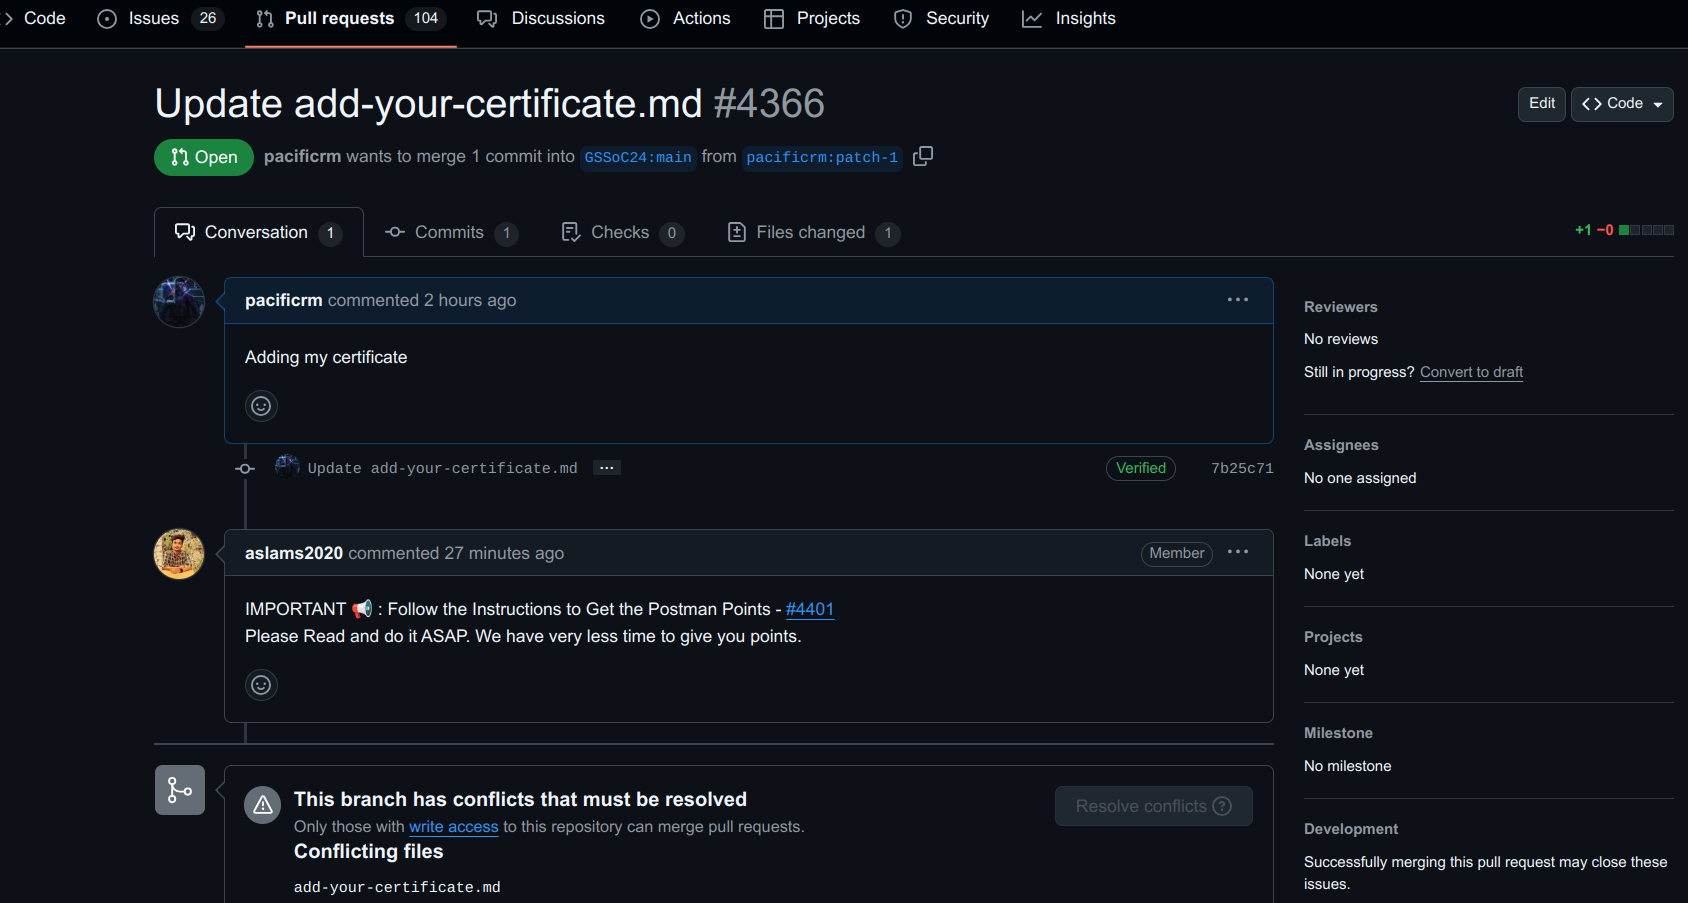 Code Issues 26 Pull requests 104 Discussions Actions Projects Security Insights
Update add-your-certificate.md #4366
Edit Code
Open pacificrm wants to merge 1 commit into GSSoC24:main from pacificrm:patch-1
Conversation 1 Commits 1 Checks 0 Files changed 1
+1 −0
pacificrm commented 2 hours ago
Adding my certificate
Update add-your-certificate.md
Verified 7b25c71
aslams2020 commented 27 minutes ago
Member
IMPORTANT 📢 : Follow the Instructions to Get the Postman Points - #4401
Please Read and do it ASAP. We have very less time to give you points.
This branch has conflicts that must be resolved
Only those with write access to this repository can merge pull requests.
Resolve conflicts
Conflicting files
add-your-certificate.md
Reviewers
No reviews
Still in progress? Convert to draft
Assignees
No one assigned
Labels
None yet
Projects
None yet
Milestone
No milestone
Development
Successfully merging this pull request may close these
issues.